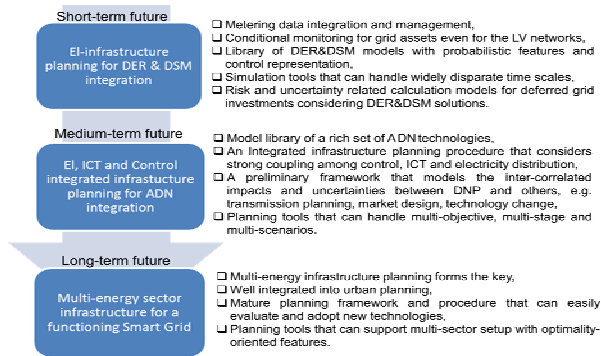 Short-term future
El-infrastructure
planning for DER & DSM
integration
❑ Metering data integration and management,
❑ Conditional monitoring for grid assets even for the LV networks,
❑ Library of DER&DSM models with probabilistic features and
control representation,
❑ Simulation tools that can handle widely disparate time scales,
❑ Risk and uncertainty related calculation models for deferred grid
investments considering DER&DSM solutions.
Medium-term future
El, ICT and Control
integrated infrastucture
planning for ADN
integration
❑ Model library of a rich set of ADN technologies,
❑ An Integrated infrastructure planning procedure that considers
strong coupling among control, ICT and electricity distribution,
❑ A preliminary framework that models the inter-correlated
impacts and uncertainties between DNP and others, e.g.
transmission planning, market design, technology change,
❑ Planning tools that can handle multi-objective, multi-stage and
multi-scenarios.
Long-term future
Multi-energy sector
infrastructure for a
functioning Smart Grid
❑ Multi-energy infrastructure planning forms the key,
❑ Well integrated into urban planning,
❑ Mature planning framework and procedure that can easily
evaluate and adopt new technologies,
❑ Planning tools that can support multi-sector setup with optimality-
oriented features.